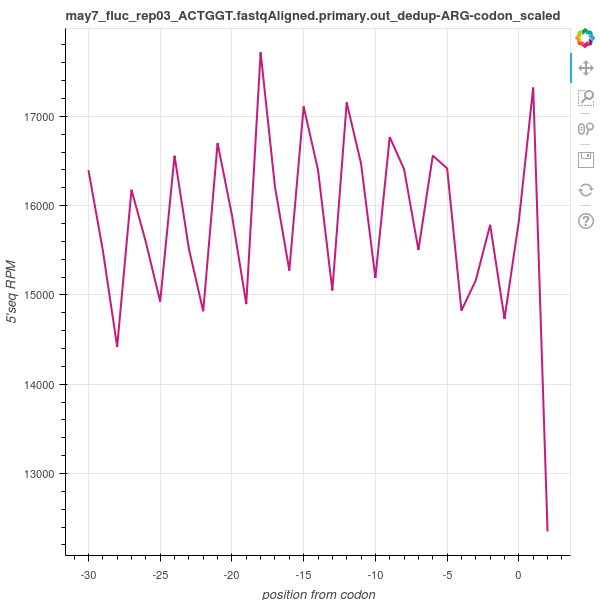 may7_fluc_rep03_ACTGGT.fastqAligned.primary.out_dedup-ARG-codon_scaled
17000
16000
15000
14000
13000
5'seq RPM
-30 -25 -20 -15 -10 -5 0
position from codon